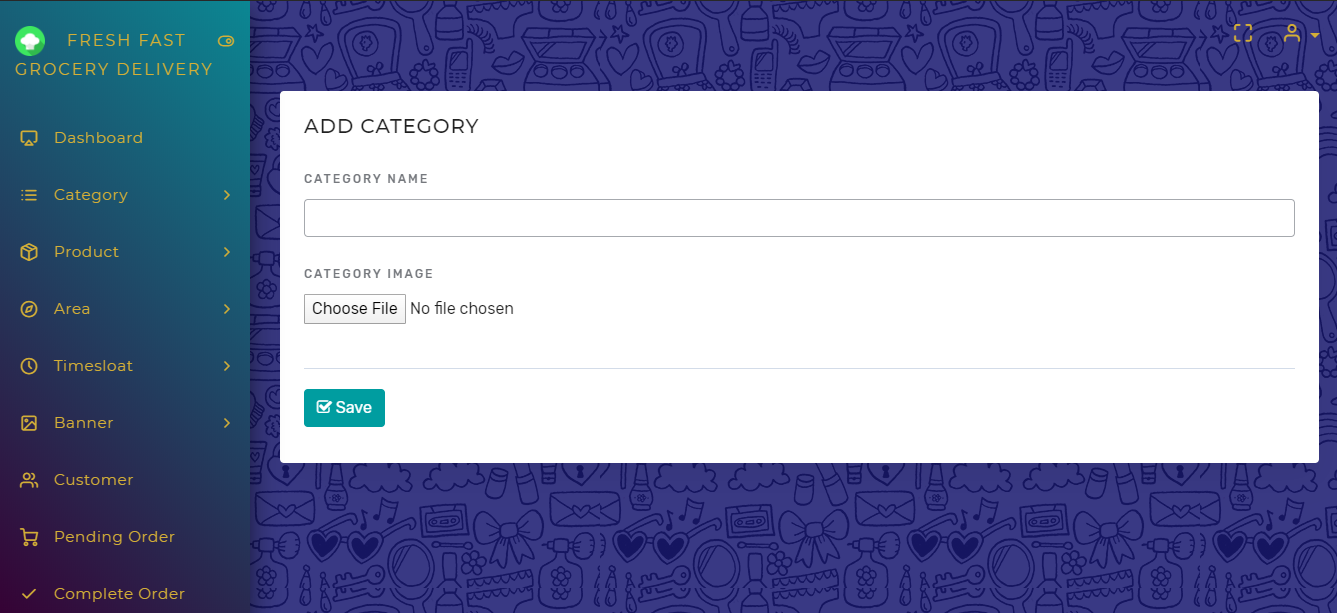 FRESH FAST
GROCERY DELIVERY
Dashboard
Category
Product
Area
Timesloat
Banner
Customer
Pending Order
Complete Order
ADD CATEGORY
CATEGORY NAME
CATEGORY IMAGE
Choose File No file chosen
Save